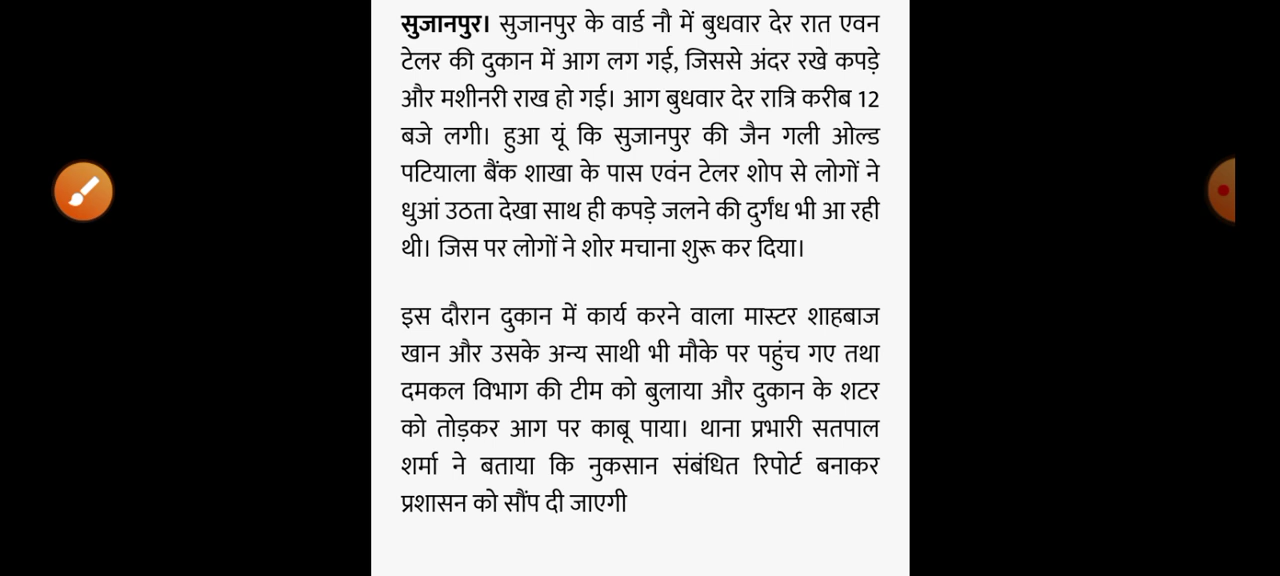 सुजानपुर। सुजानपुर के वार्ड नौ में बुधवार देर रात एवन
टेलर की दुकान में आग लग गई, जिससे अंदर रखे कपड़े
और मशीनरी राख हो गई। आग बुधवार देर रात्रि करीब 12
बजे लगी। हुआ यूं कि सुजानपुर की जैन गली ओल्ड
पटियाला बैंक शाखा के पास एवंन टेलर शोप से लोगों ने
धुआं उठता देखा साथ ही कपड़े जलने की दुर्गंध भी आ रही
थी। जिस पर लोगों ने शोर मचाना शुरू कर दिया।
इस दौरान दुकान में कार्य करने वाला मास्टर शाहबाज
खान और उसके अन्य साथी भी मौके पर पहुंच गए तथा
दमकल विभाग की टीम को बुलाया और दुकान के शटर
को तोड़कर आग पर काबू पाया। थाना प्रभारी सतपाल
शर्मा ने बताया कि नुकसान संबंधित रिपोर्ट बनाकर
प्रशासन को सौंप दी जाएगी